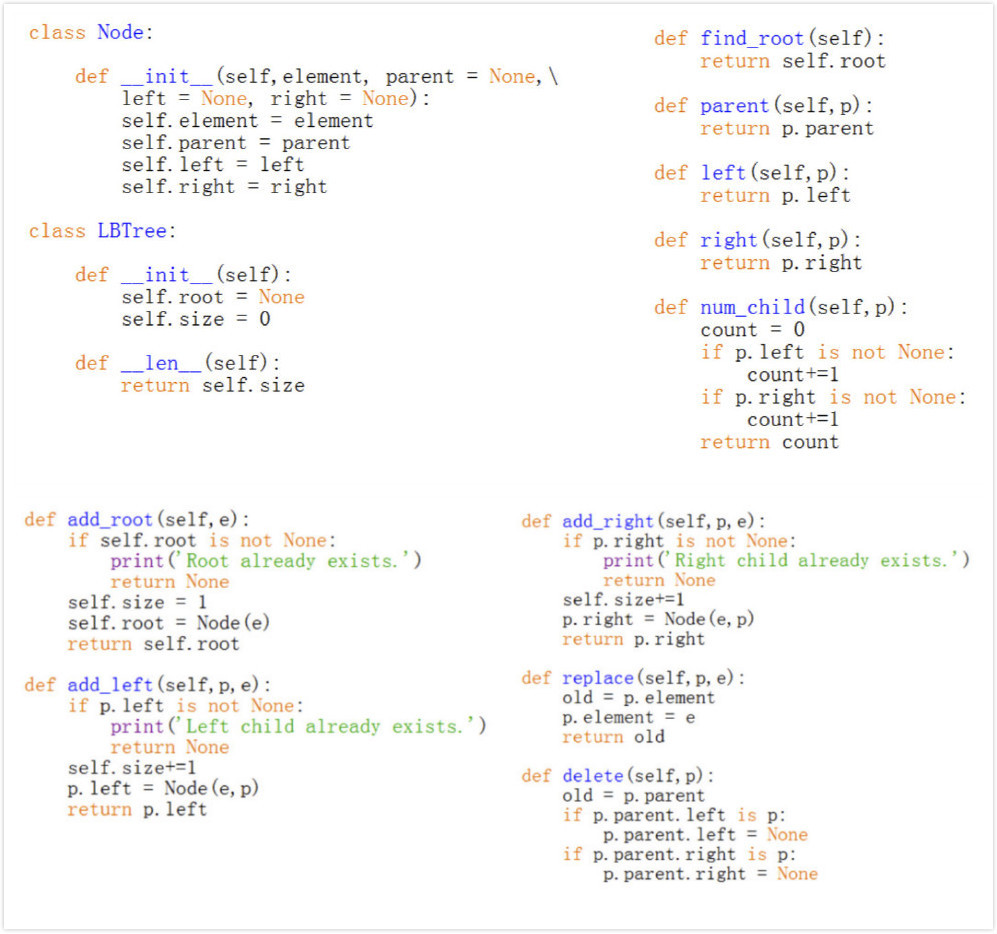 class Node:
    def __init__(self,element, parent = None,\
        left = None, right = None):
        self.element = element
        self.parent = parent
        self.left = left
        self.right = right
class LBTree:
    def __init__(self):
        self.root = None
        self.size = 0
    def __len__(self):
        return self.size
def find_root(self):
    return self.root
def parent(self,p):
    return p.parent
def left(self,p):
    return p.left
def right(self,p):
    return p.right
def num_child(self,p):
    count = 0
    if p.left is not None:
        count+=1
    if p.right is not None:
        count+=1
    return count
def add_root(self,e):
    if self.root is not None:
        print('Root already exists.')
        return None
    self.size = 1
    self.root = Node(e)
    return self.root
def add_left(self,p,e):
    if p.left is not None:
        print('Left child already exists.')
        return None
    self.size+=1
    p.left = Node(e,p)
    return p.left
def add_right(self,p,e):
    if p.right is not None:
        print('Right child already exists.')
        return None
    self.size+=1
    p.right = Node(e,p)
    return p.right
def replace(self,p,e):
    old = p.element
    p.element = e
    return old
def delete(self,p):
    old = p.parent
    if p.parent.left is p:
        p.parent.left = None
    if p.parent.right is p:
        p.parent.right = None